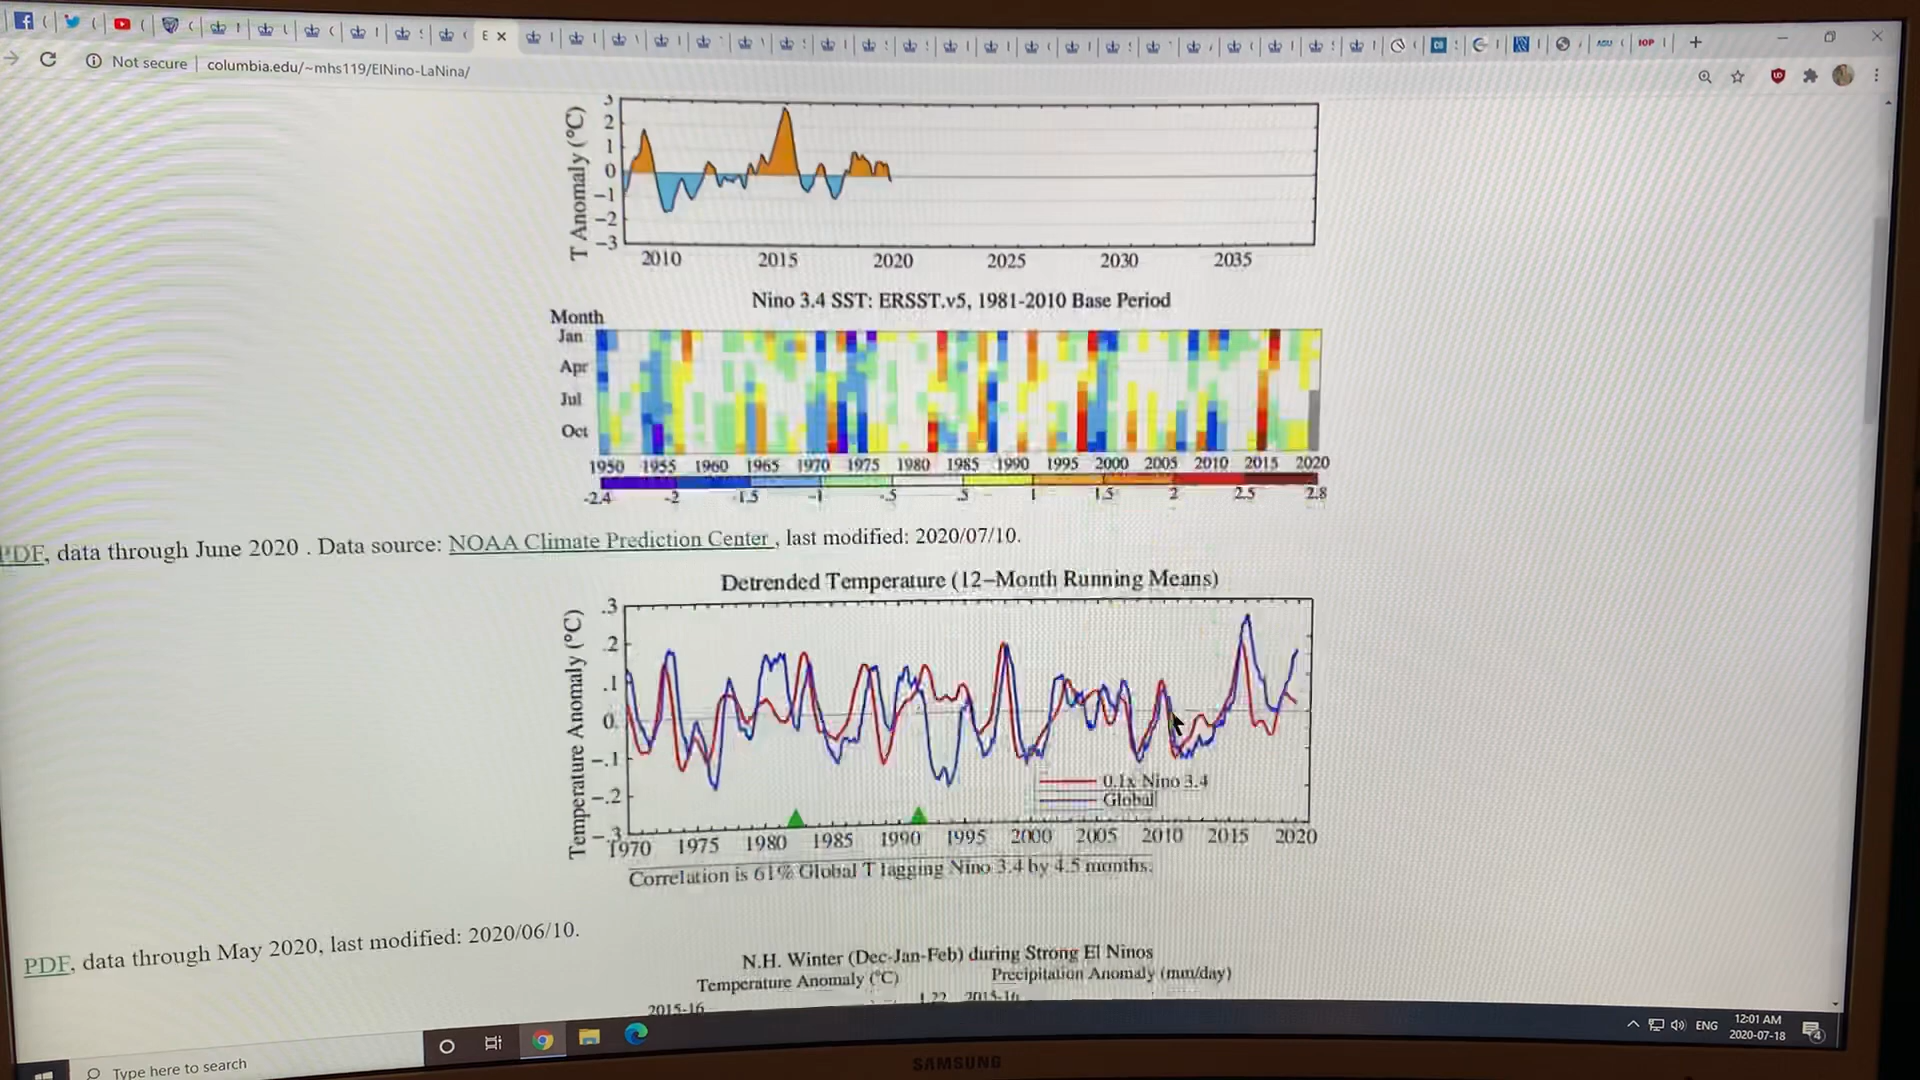 E
Not secure | columbia.edu/~mhs119/ElNino-LaNina/
T Anomaly (°C)
3
2
1
0
−1
−2
−3
2010 2015 2020 2025 2030 2035
Nino 3.4 SST: ERSST.v5, 1981-2010 Base Period
Month
Jan
Apr
Jul
Oct
1950 1955 1960 1965 1970 1975 1980 1985 1990 1995 2000 2005 2010 2015 2020
-2.4 -2 -1.5 -1 -.5 .5 1 1.5 2 2.5 2.8
PDF, data through June 2020 . Data source: NOAA Climate Prediction Center , last modified: 2020/07/10.
Detrended Temperature (12−Month Running Means)
Temperature Anomaly (°C)
.3
.2
.1
0.
−.1
−.2
−.3
0.1x Nino 3.4
Global
1970 1975 1980 1985 1990 1995 2000 2005 2010 2015 2020
Correlation is 61% Global T lagging Nino 3.4 by 4.5 months.
PDF, data through May 2020, last modified: 2020/06/10.
N.H. Winter (Dec-Jan-Feb) during Strong El Ninos
Temperature Anomaly (°C) Precipitation Anomaly (mm/day)
2015-16 1.22 2015-16
Type here to search
ENG
12:01 AM
2020-07-18
4
SAMSUNG